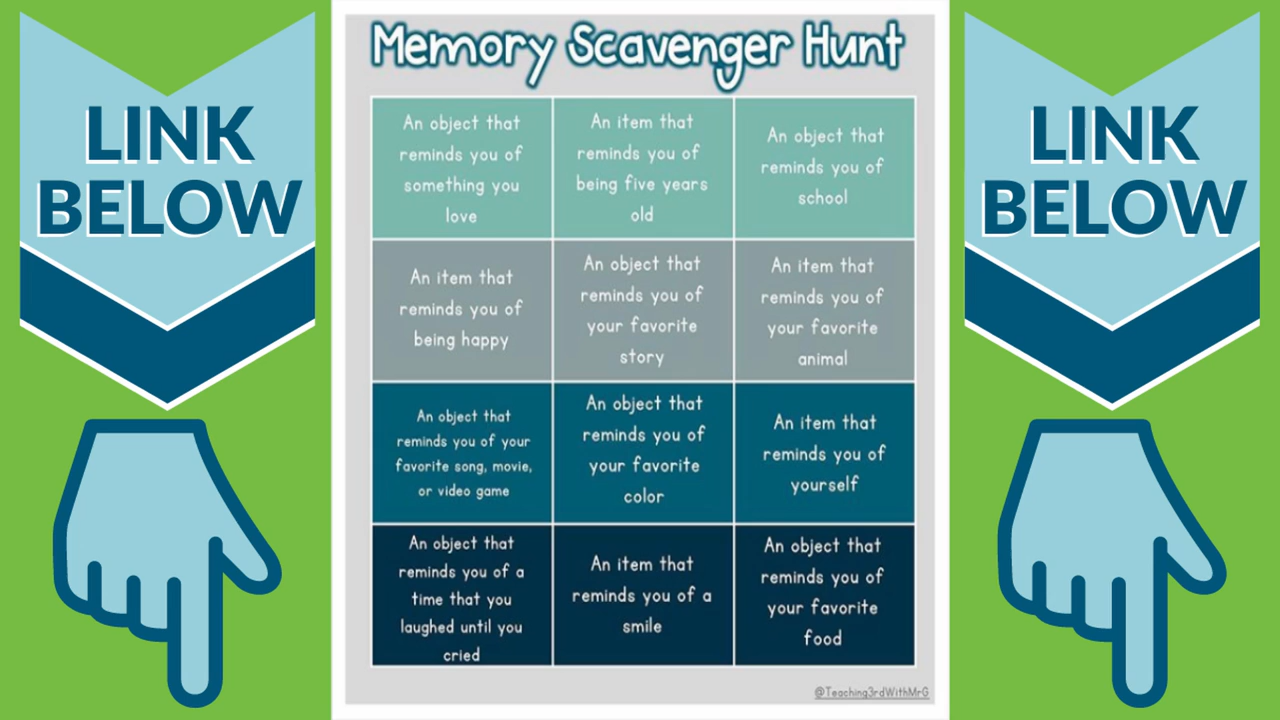 LINK
BELOW
Memory Scavenger Hunt
An object that
reminds you of
something you
love
An item that
reminds you of
being five years
old
An object that
reminds you of
school
An item that
reminds you of
being happy
An object that
reminds you of
your favorite
story
An item that
reminds you of
your favorite
animal
An object that
reminds you of your
favorite song, movie,
or video game
An object that
reminds you of
your favorite
color
An item that
reminds you of
yourself
An object that
reminds you of a
time that you
laughed until you
cried
An item that
reminds you of a
smile
An object that
reminds you of
your favorite
food
@Teaching3rdWithMrG
LINK
BELOW